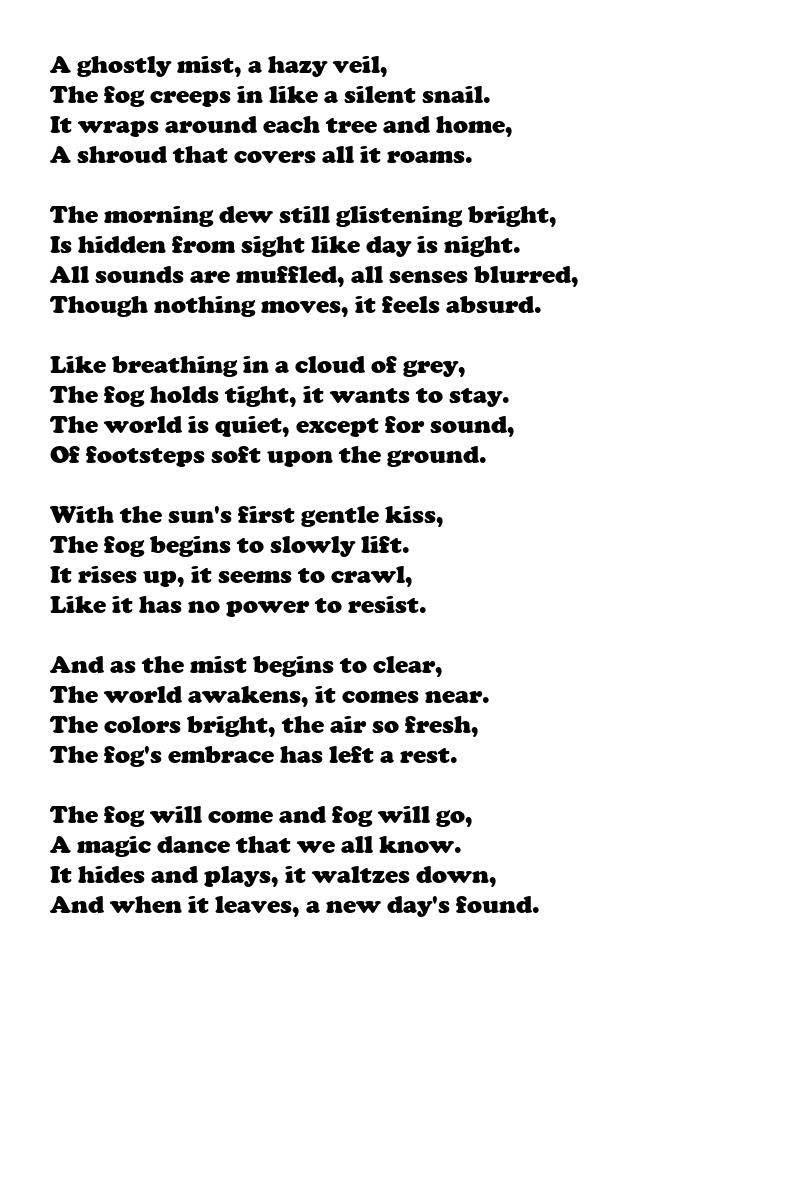 A ghostly mist, a hazy veil,
The fog creeps in like a silent snail.
It wraps around each tree and home,
A shroud that covers all it roams.

The morning dew still glistening bright,
Is hidden from sight like day is night.
All sounds are muffled, all senses blurred,
Though nothing moves, it feels absurd.

Like breathing in a cloud of grey,
The fog holds tight, it wants to stay.
The world is quiet, except for sound,
Of footsteps soft upon the ground.

With the sun's first gentle kiss,
The fog begins to slowly lift.
It rises up, it seems to crawl,
Like it has no power to resist.

And as the mist begins to clear,
The world awakens, it comes near.
The colors bright, the air so fresh,
The fog's embrace has left a rest.

The fog will come and fog will go,
A magic dance that we all know.
It hides and plays, it waltzes down,
And when it leaves, a new day's found.